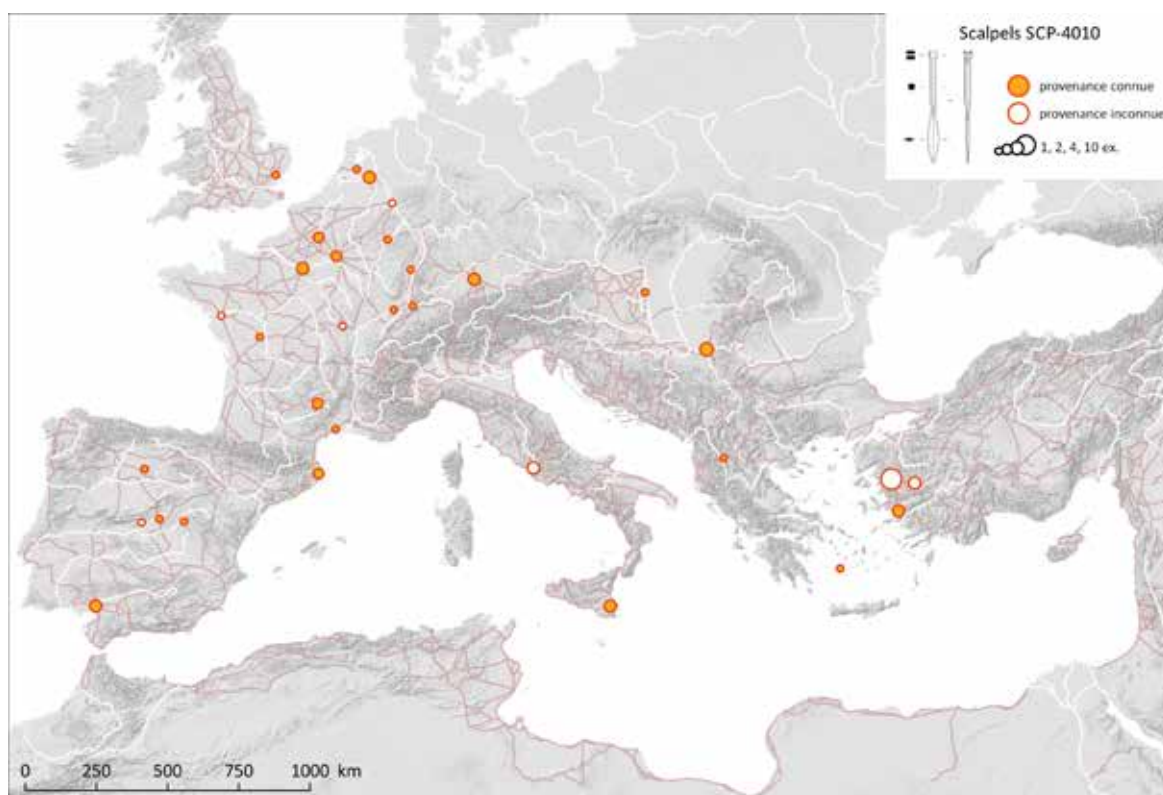 Scalpels SCP-4010
provenance connue
provenance inconnue
1, 2, 4, 10 ex.
0 250 500 750 1000 km